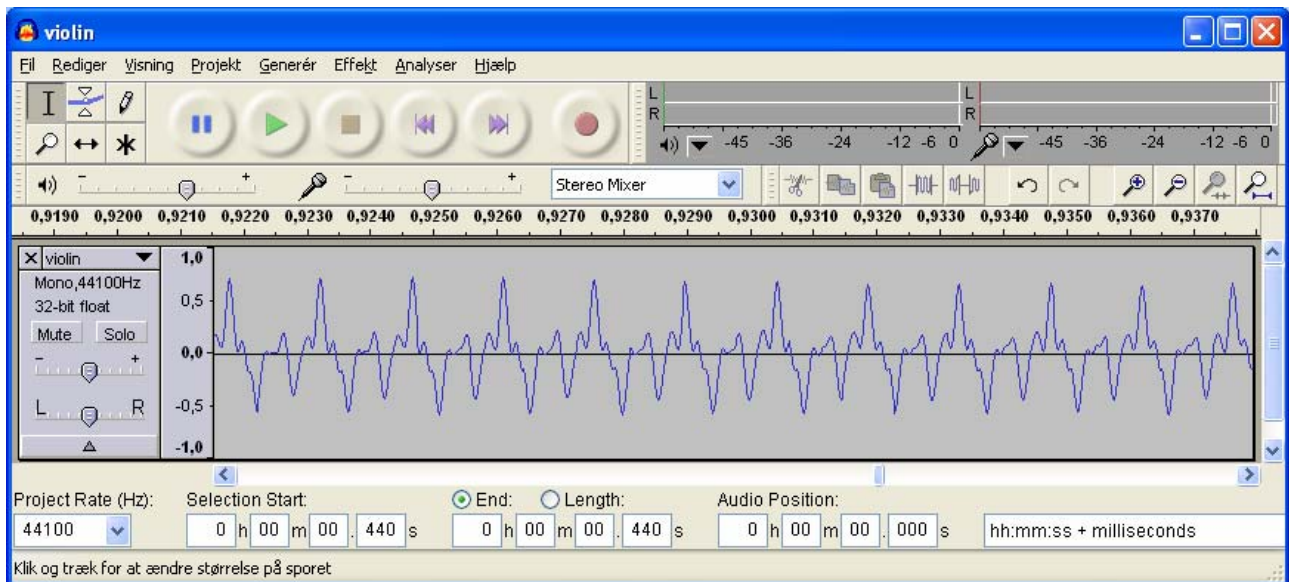 violin
Fil Rediger Visning Projekt Generér Effekt Analyser Hjælp
L
R
-45 -36 -24 -12 -6 0
L
R
-45 -36 -24 -12 -6 0
- +
- +
Stereo Mixer
0,9190 0,9200 0,9210 0,9220 0,9230 0,9240 0,9250 0,9260 0,9270 0,9280 0,9290 0,9300 0,9310 0,9320 0,9330 0,9340 0,9350 0,9360 0,9370
X violin
Mono,44100Hz
32-bit float
Mute Solo
- +
L R
1,0
0,5
0,0
-0,5
-1,0
Project Rate (Hz): Selection Start: End: Length: Audio Position:
44100 0 h 00 m 00 . 440 s 0 h 00 m 00 . 440 s 0 h 00 m 00 . 000 s hh:mm:ss + milliseconds
Klik og træk for at ændre størrelse på sporet